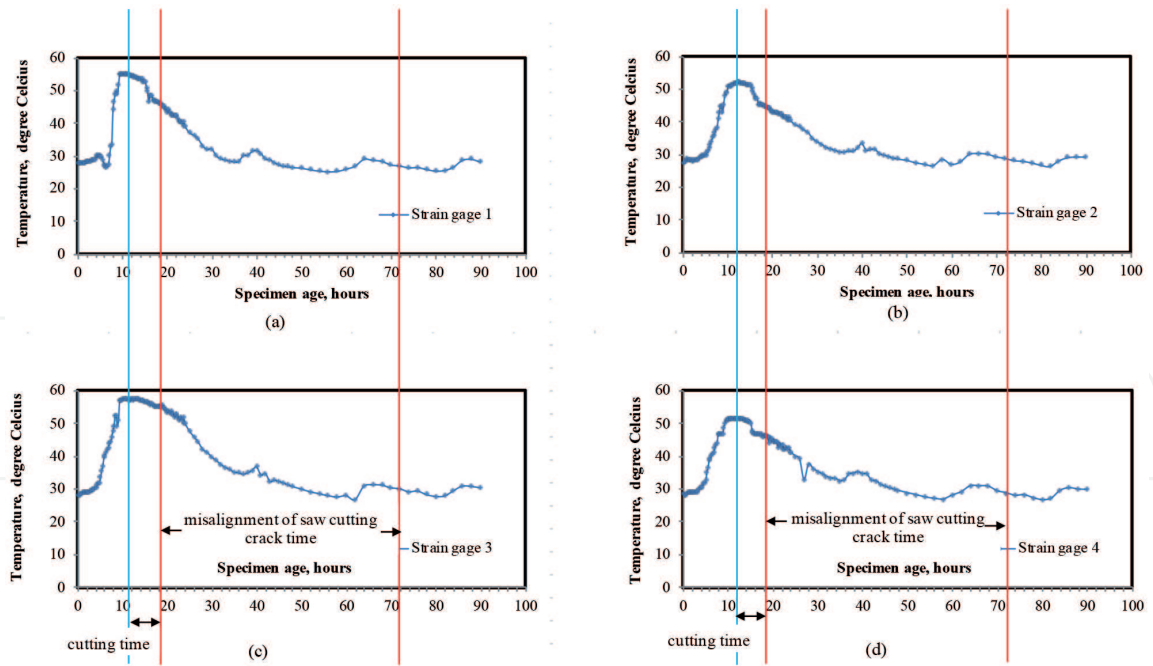 Temperature, degree Celcius
60
50
40
30
20
10
0
Strain gage 1
0 10 20 30 40 50 60 70 80 90 100
Specimen age, hours
(a)
Temperature, degree Celcius
60
50
40
30
20
10
0
Strain gage 2
0 10 20 30 40 50 60 70 80 90 100
Specimen age, hours
(b)
Temperature, degree Celcius
60
50
40
30
20
10
0
misalignment of saw cutting
crack time
Strain gage 3
Specimen age, hours
0 10 20 30 40 50 60 70 80 90 100
cutting time
(c)
Temperature, degree Celcius
60
50
40
30
20
10
0
misalignment of saw cutting
crack time
Strain gage 4
Specimen age, hours
0 10 20 30 40 50 60 70 80 90 100
cutting time
(d)